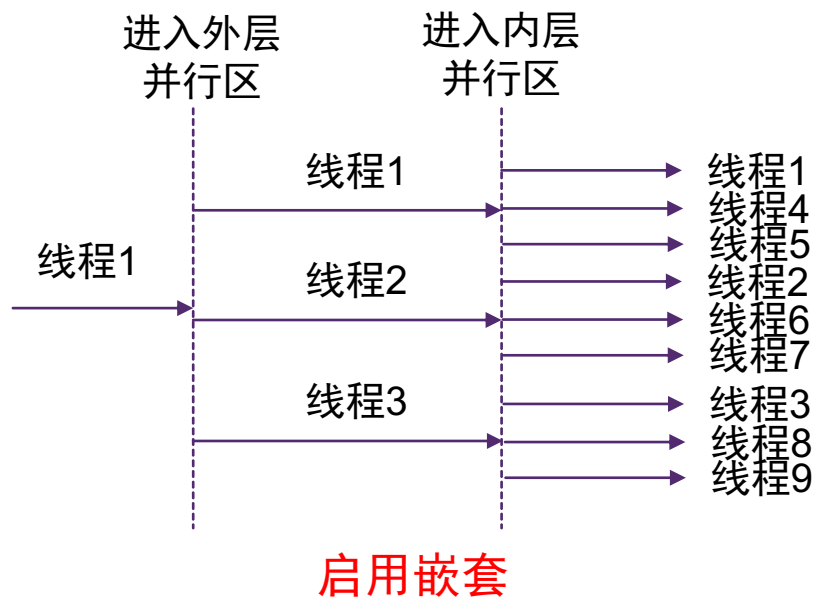 进入外层
并行区
进入内层
并行区
线程1
线程1
线程2
线程3
线程1
线程4
线程5
线程2
线程6
线程7
线程3
线程8
线程9
启用嵌套